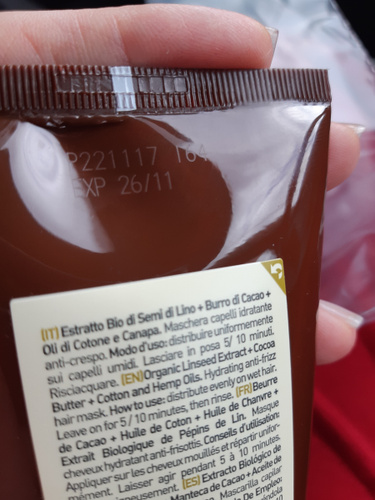 P221117 164
EXP 26/11
(IT) Estratto Bio di Semi di Lino + Burro di Cacao +
Oli di Cotone e Canapa. Maschera capelli idratante
anti-crespo. Modo d'uso: distribuire uniformemente
sui capelli umidi. Lasciare in posa 5/ 10 minuti.
Risciacquare. (EN) Organic Linseed Extract + Cocoa
Butter + Cotton and Hemp Oils. Hydrating anti-frizz
hair mask. How to use: distribute evenly on wet hair.
Leave on for 5/10 minutes, then rinse. (FR) Beurre
de Cacao + Huile de Coton + Huile de Chanvre +
Extrait Biologique de Pépins de Lin. Masque
cheveux hydratant anti-frisottis. Conseils d'utilisation:
Appliquer sur les cheveux mouillés et répartir unifor-
mément. Laisser agir pendant 5 à 10 minutes.
(ES) Extracto Biológico de
Manteca de Cacao + Aceite de
Mascarilla capilar